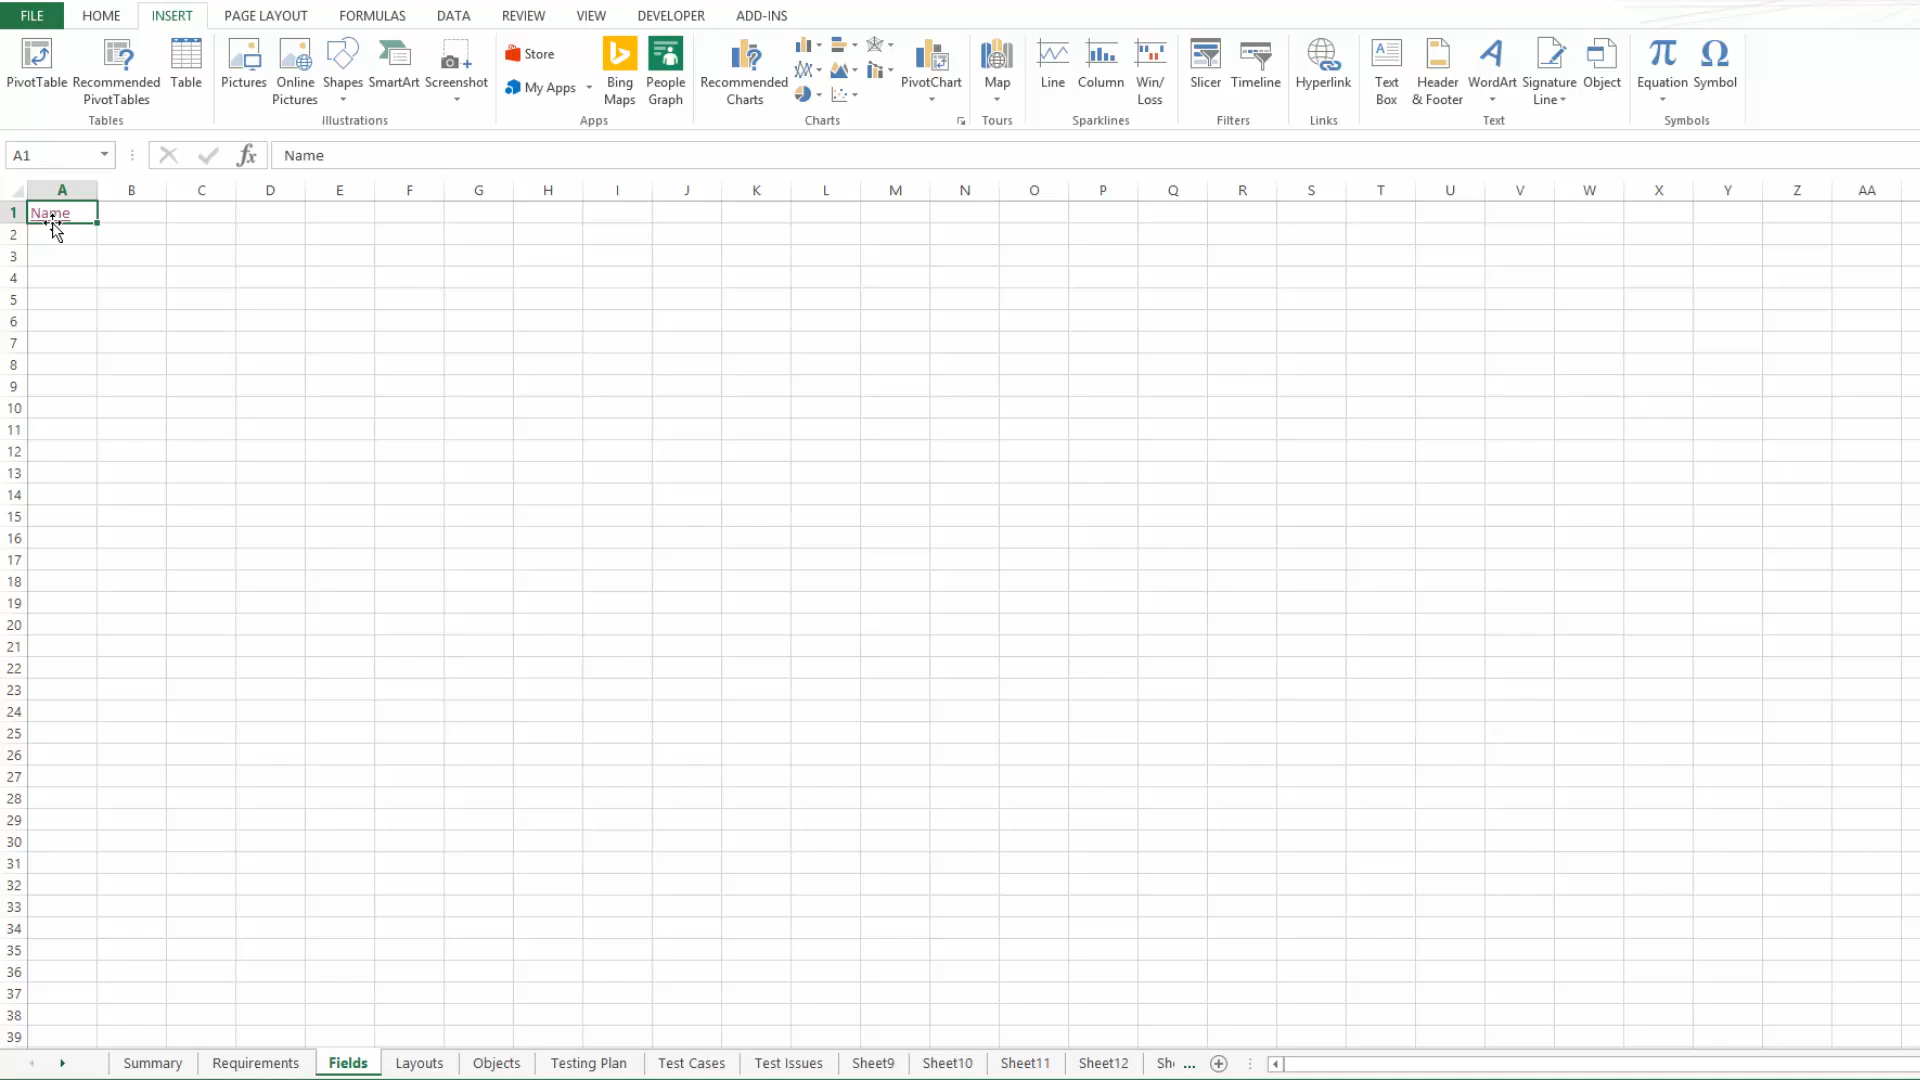 FILE HOME INSERT PAGE LAYOUT FORMULAS DATA REVIEW VIEW DEVELOPER ADD-INS
PivotTable Recommended PivotTables Table
Tables
Pictures Online Pictures Shapes SmartArt Screenshot
Illustrations
Store
My Apps
Bing Maps People Graph
Apps
Recommended Charts PivotChart
Charts
Map
Tours
Line Column Win/Loss
Sparklines
Slicer Timeline
Filters
Hyperlink
Links
Text Box Header & Footer WordArt Signature Line Object
Text
Equation Symbol
Symbols
A1 fx Name
A B C D E F G H I J K L M N O P Q R S T U V W X Y Z AA
1 Name
2
3
4
5
6
7
8
9
10
11
12
13
14
15
16
17
18
19
20
21
22
23
24
25
26
27
28
29
30
31
32
33
34
35
36
37
38
39
Summary Requirements Fields Layouts Objects Testing Plan Test Cases Test Issues Sheet9 Sheet10 Sheet11 Sheet12 ...